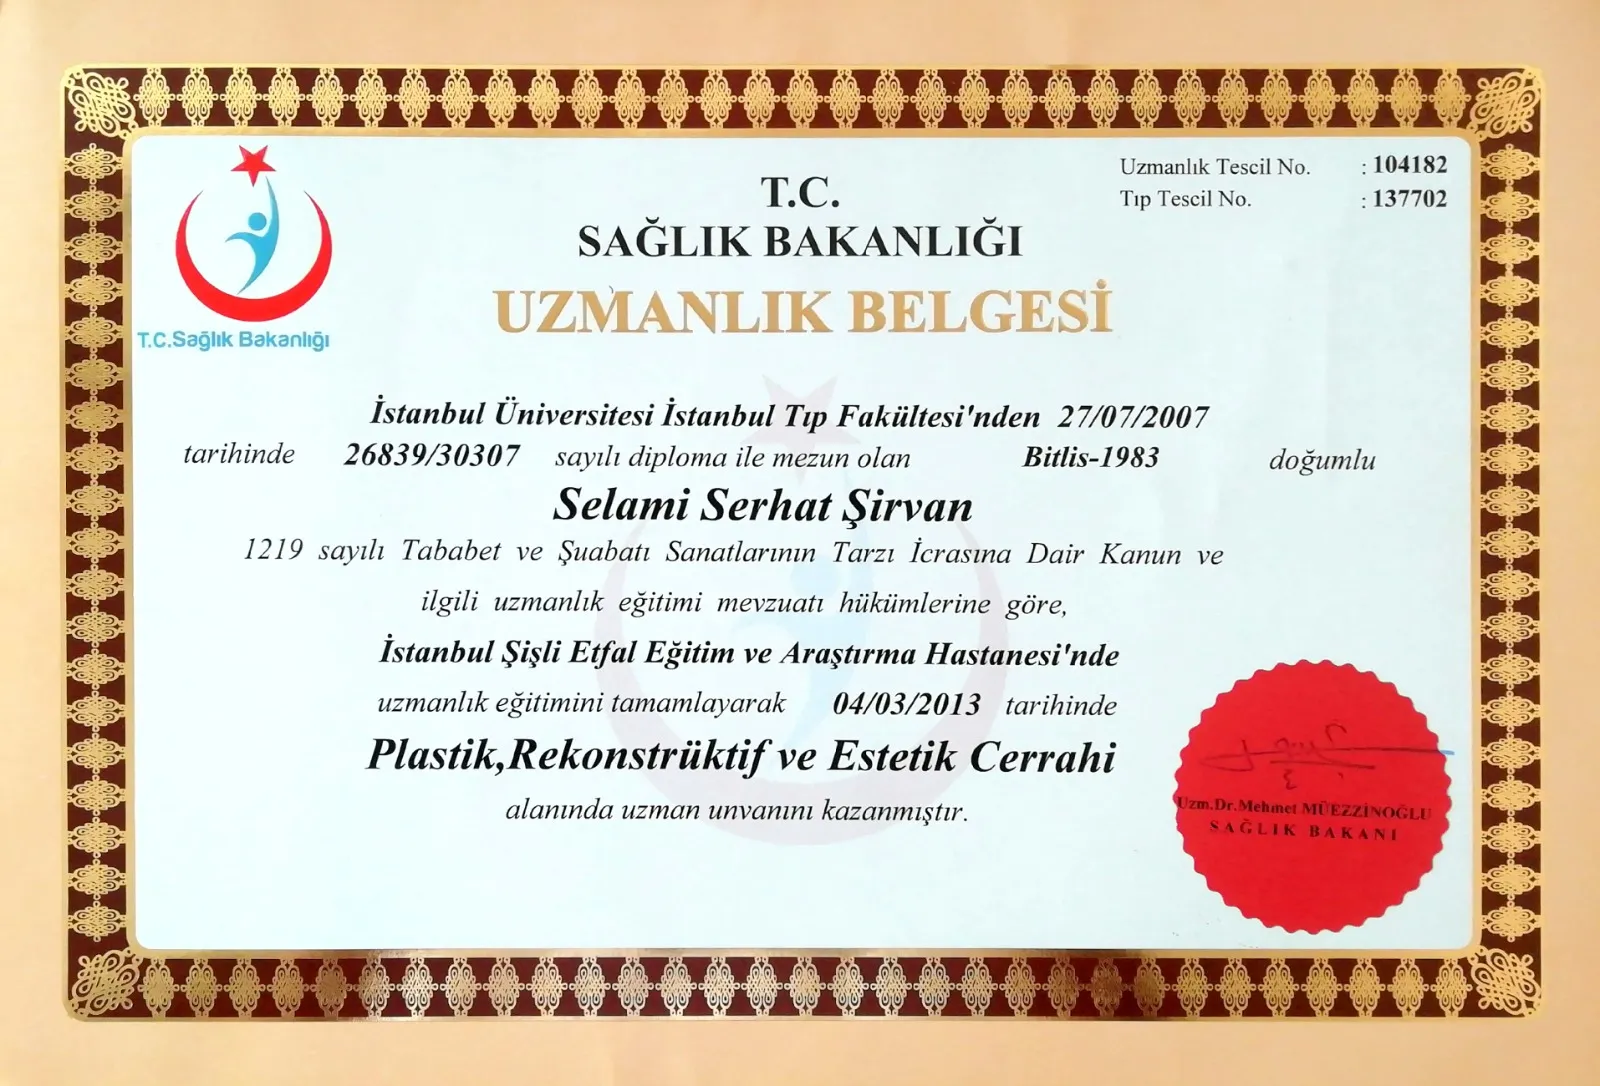 Uzmanlık Tescil No. : 104182
Tıp Tescil No. : 137702
T.C.
SAĞLIK BAKANLIĞI
UZMANLIK BELGESİ
T.C.Sağlık Bakanlığı
İstanbul Üniversitesi İstanbul Tıp Fakültesi'nden 27/07/2007
tarihinde 26839/30307 sayılı diploma ile mezun olan Bitlis-1983 doğumlu
Selami Serhat Şirvan
1219 sayılı Tababet ve Şuabatı Sanatlarının Tarzı İcrasına Dair Kanun ve
ilgili uzmanlık eğitimi mevzuatı hükümlerine göre,
İstanbul Şişli Etfal Eğitim ve Araştırma Hastanesi'nde
uzmanlık eğitimini tamamlayarak 04/03/2013 tarihinde
Plastik,Rekonstrüktif ve Estetik Cerrahi
alanında uzman unvanını kazanmıştır.
Uzm.Dr.Mehmet MÜEZZİNOĞLU
SAĞLIK BAKANI